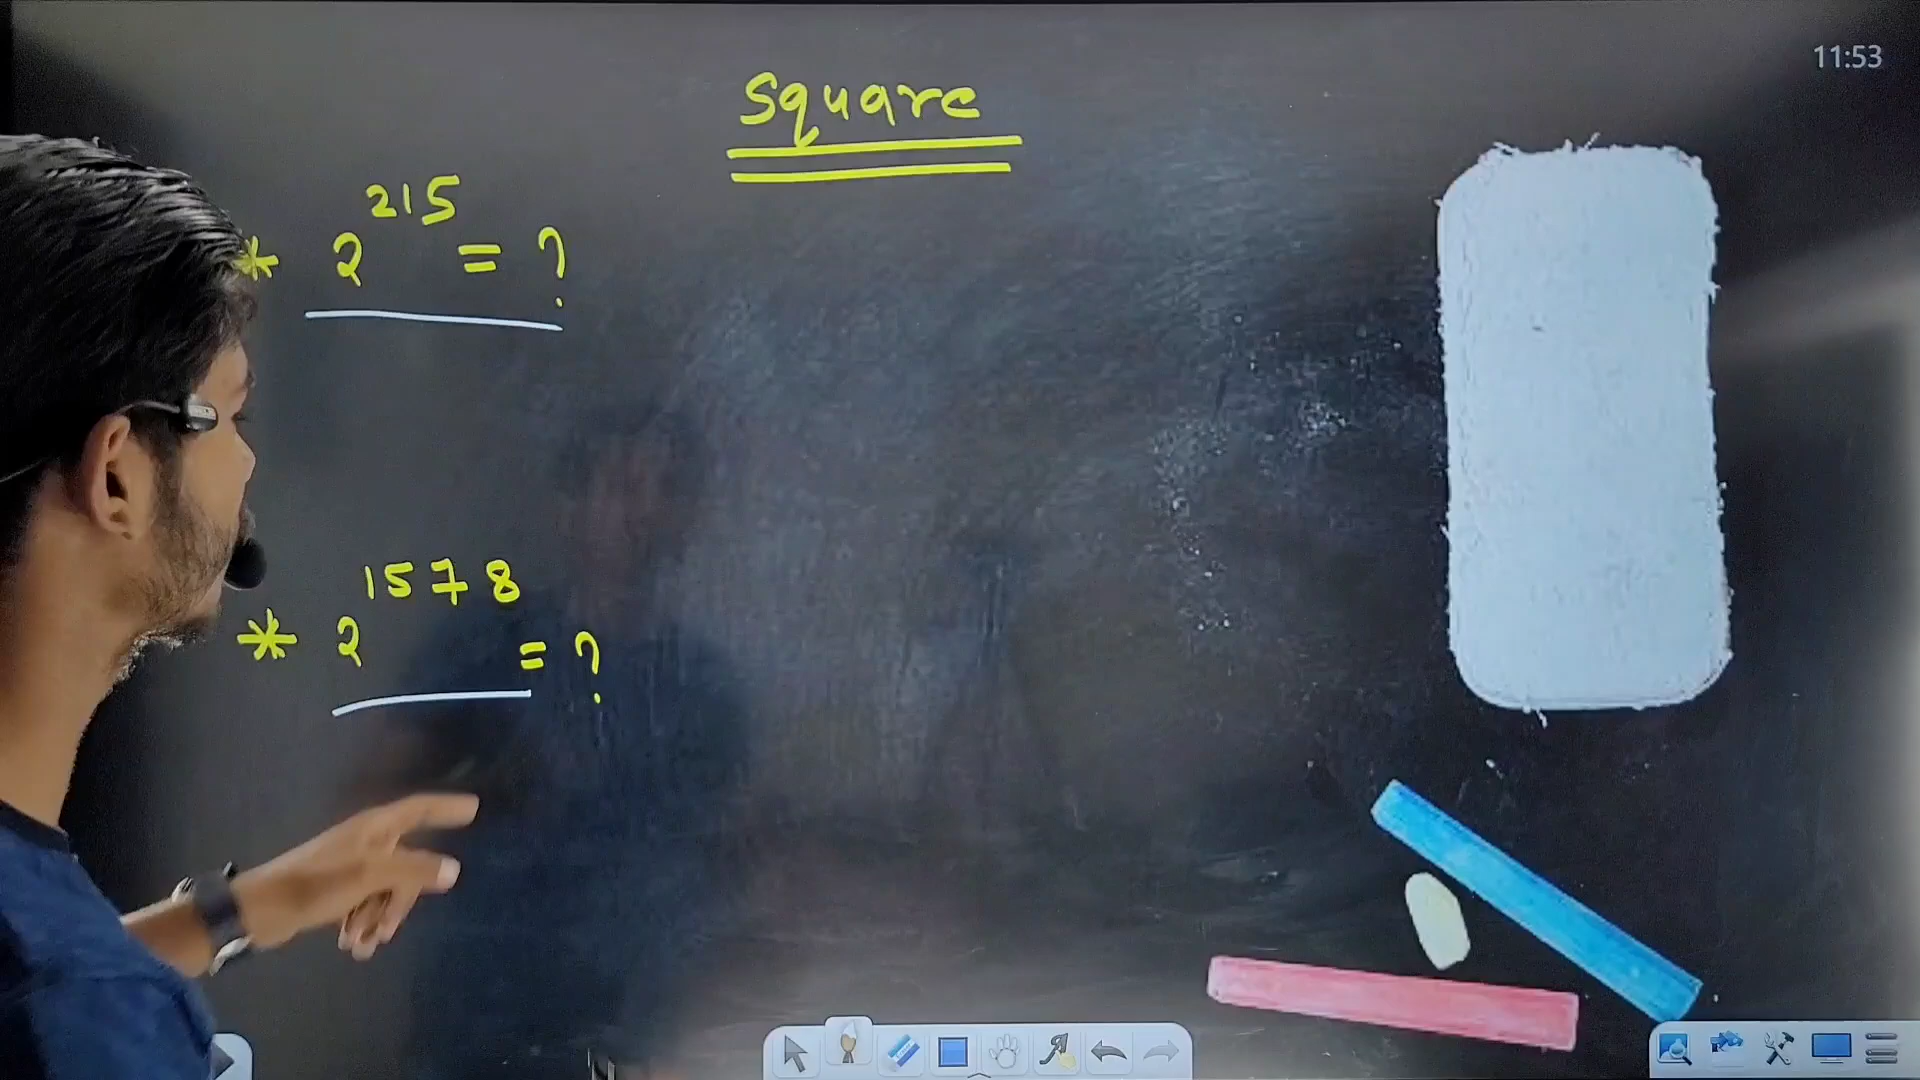 11:53
Square
* 2^215 = ?
* 2^1578 = ?